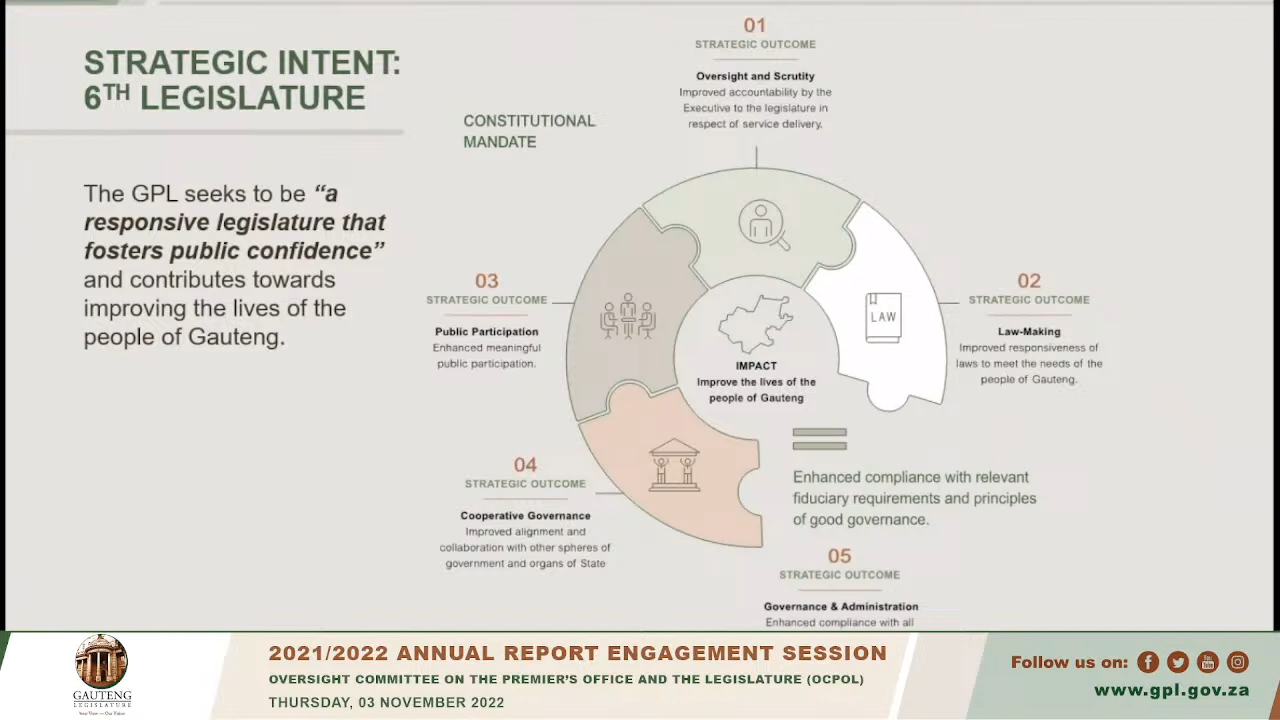 STRATEGIC INTENT:
6TH LEGISLATURE
The GPL seeks to be “a
responsive legislature that
fosters public confidence”
and contributes towards
improving the lives of the
people of Gauteng.
CONSTITUTIONAL
MANDATE
01
STRATEGIC OUTCOME
Oversight and Scrutity
Improved accountability by the
Executive to the legislature in
respect of service delivery.
02
STRATEGIC OUTCOME
Law-Making
Improved responsiveness of
laws to meet the needs of the
people of Gauteng.
LAW
03
STRATEGIC OUTCOME
Public Participation
Enhanced meaningful
public participation.
IMPACT
Improve the lives of the
people of Gauteng
04
STRATEGIC OUTCOME
Cooperative Governance
Improved alignment and
collaboration with other spheres of
government and organs of State
Enhanced compliance with relevant
fiduciary requirements and principles
of good governance.
05
STRATEGIC OUTCOME
Governance & Administration
Enhanced compliance with all
GAUTENG
LEGISLATURE
Your View — Our Vision
2021/2022 ANNUAL REPORT ENGAGEMENT SESSION
OVERSIGHT COMMITTEE ON THE PREMIER’S OFFICE AND THE LEGISLATURE (OCPOL)
THURSDAY, 03 NOVEMBER 2022
Follow us on:
www.gpl.gov.za